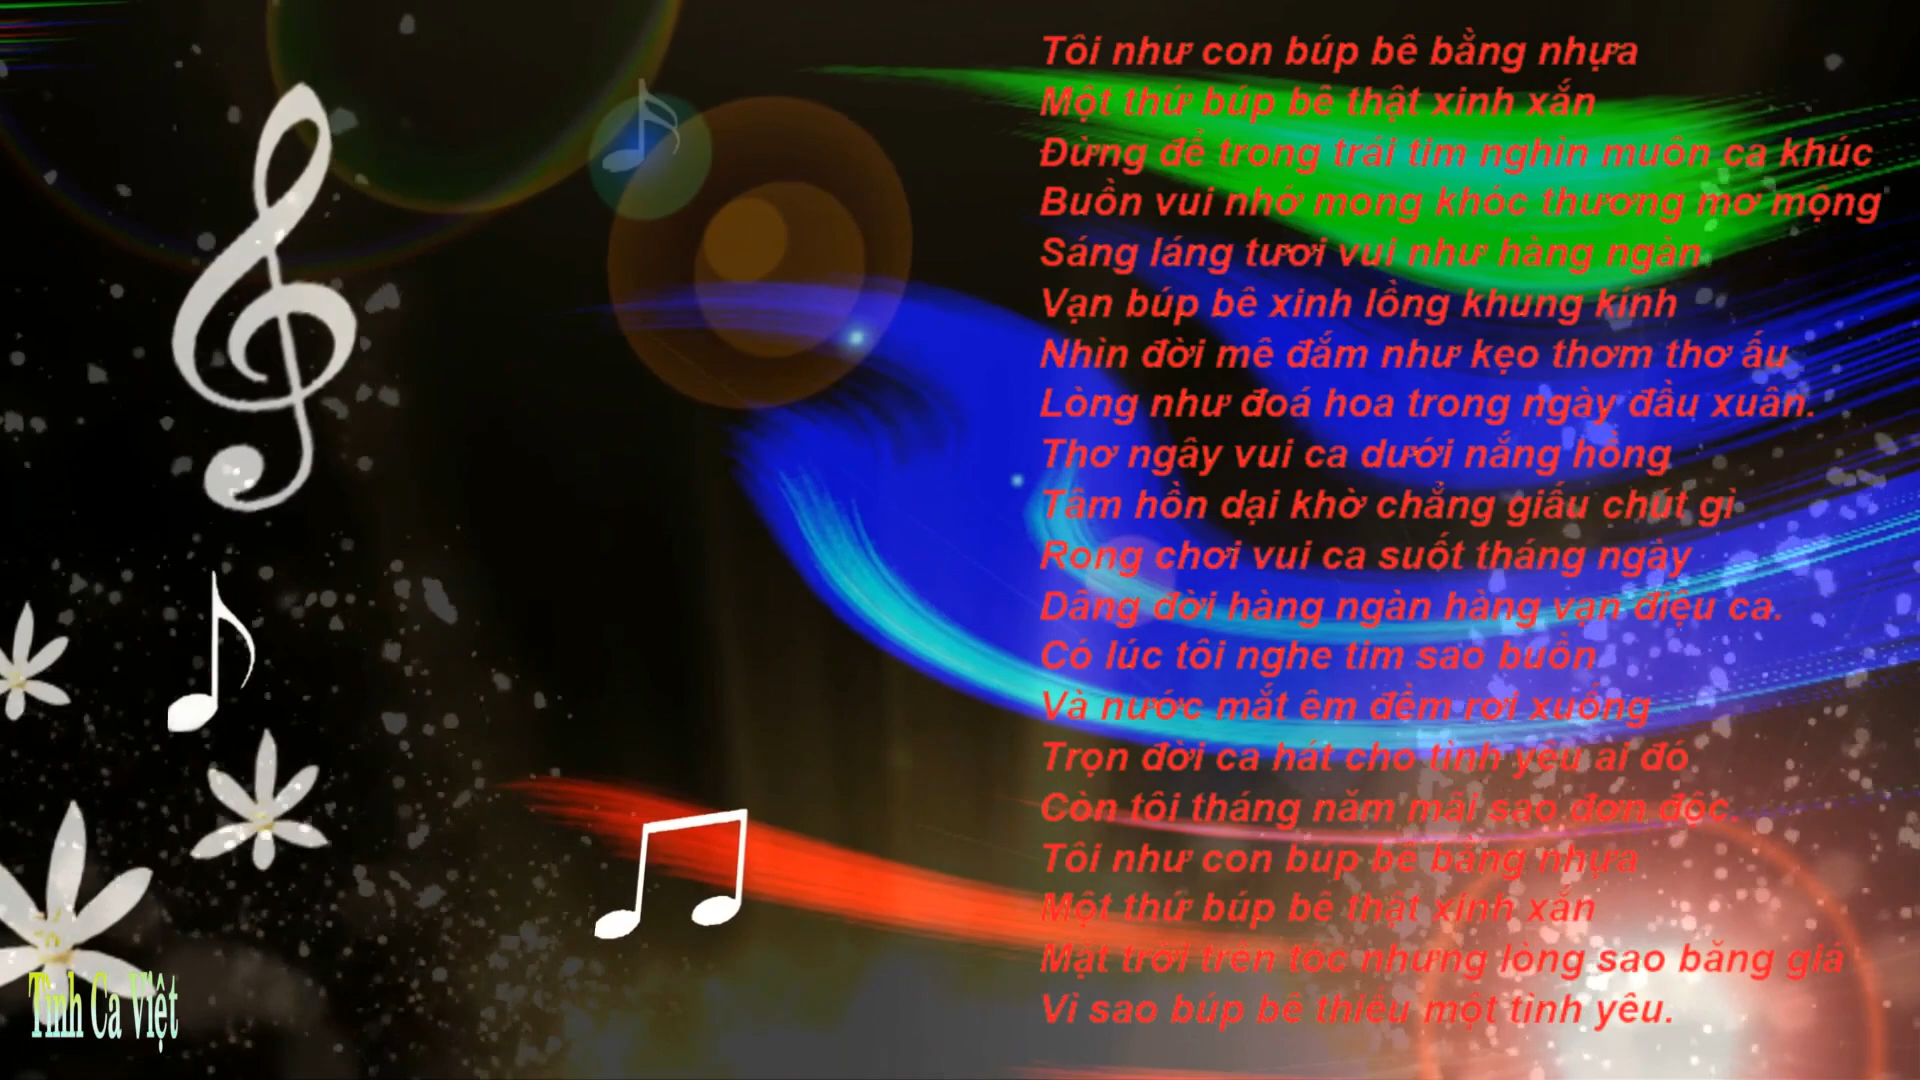 Tôi như con búp bê bằng nhựa
Một thứ búp bê thật xinh xắn
Đừng để trong trái tim nghìn muôn ca khúc
Buồn vui nhớ mong khóc thương mơ mộng
Sáng láng tươi vui như hàng ngàn
Vạn búp bê xinh lồng khung kính
Nhìn đời mê đắm như kẹo thơm thơ ấu
Lòng như đoá hoa trong ngày đầu xuân.
Thơ ngây vui ca dưới nắng hồng
Tâm hồn dại khờ chẳng giấu chút gì
Rong chơi vui ca suốt tháng ngày
Dâng đời hàng ngàn hàng vạn điệu ca.
Có lúc tôi nghe tim sao buồn
Và nước mắt êm đềm rơi xuống
Trọn đời ca hát cho tình yêu ai đó
Còn tôi tháng năm mãi sao đơn độc.
Tôi như con bup bê bằng nhựa
Một thứ búp bê thật xinh xắn
Mặt trời trên tóc nhưng lòng sao băng giá
Vì sao búp bê thiếu một tình yêu.
Tình Ca Việt